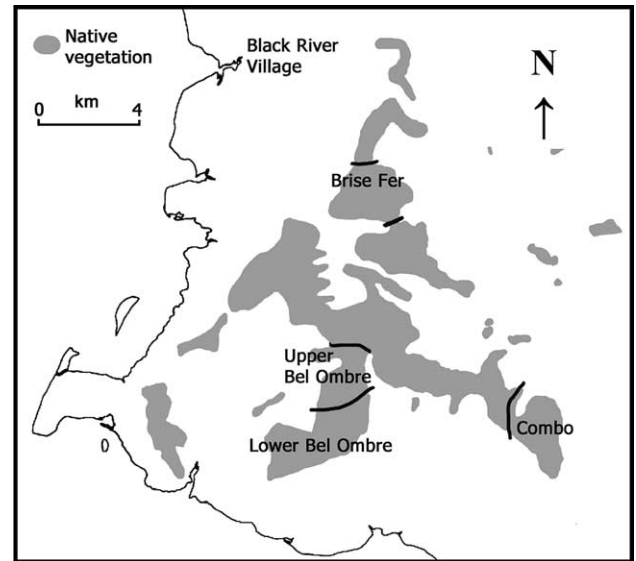 Native
vegetation
0 km 4
Black River
Village
N
Brise Fer
Upper
Bel Ombre
Lower Bel Ombre
Combo